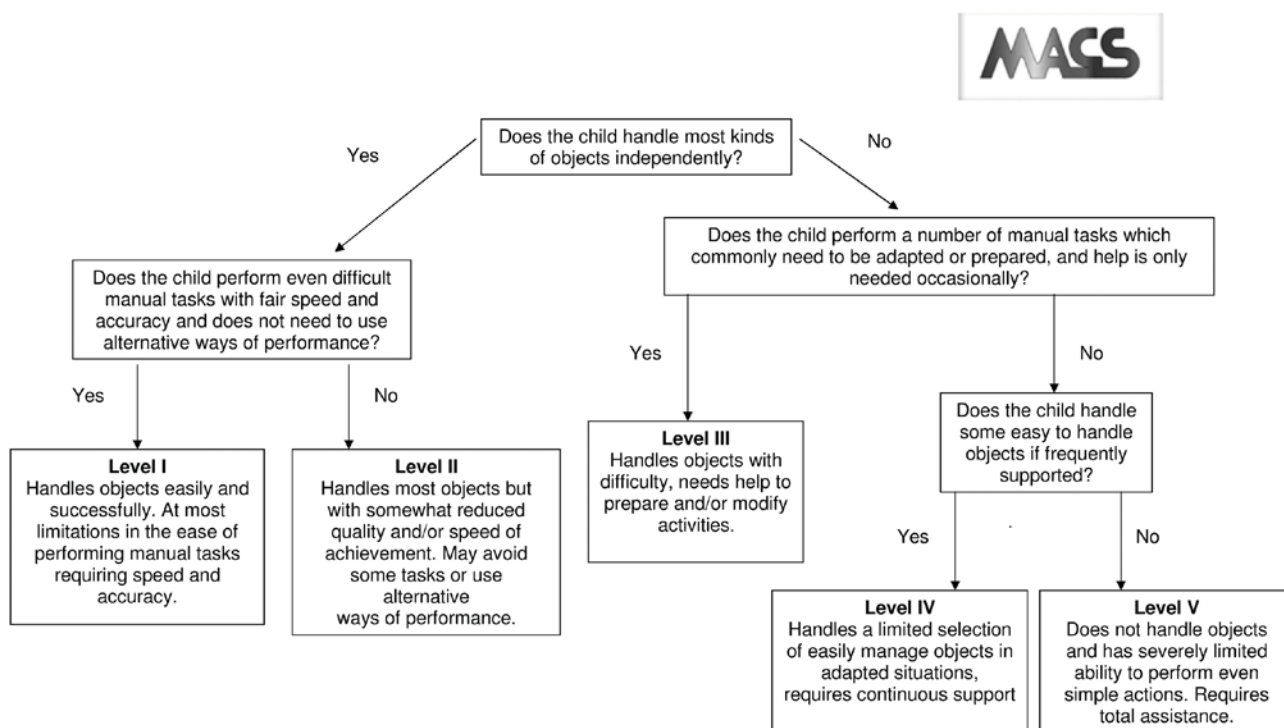 MACS
Does the child handle most kinds
of objects independently?
Yes
No
Does the child perform a number of manual tasks which
commonly need to be adapted or prepared, and help is only
needed occasionally?
Does the child perform even difficult
manual tasks with fair speed and
accuracy and does not need to use
alternative ways of performance?
Yes
No
Yes
No
Does the child handle
some easy to handle
objects if frequently
supported?
Level I
Handles objects easily and
successfully. At most
limitations in the ease of
performing manual tasks
requiring speed and
accuracy.
Level II
Handles most objects but
with somewhat reduced
quality and/or speed of
achievement. May avoid
some tasks or use
alternative
ways of performance.
Level III
Handles objects with
difficulty, needs help to
prepare and/or modify
activities.
Yes
No
Level IV
Handles a limited selection
of easily manage objects in
adapted situations,
requires continuous support
Level V
Does not handle objects
and has severely limited
ability to perform even
simple actions. Requires
total assistance.